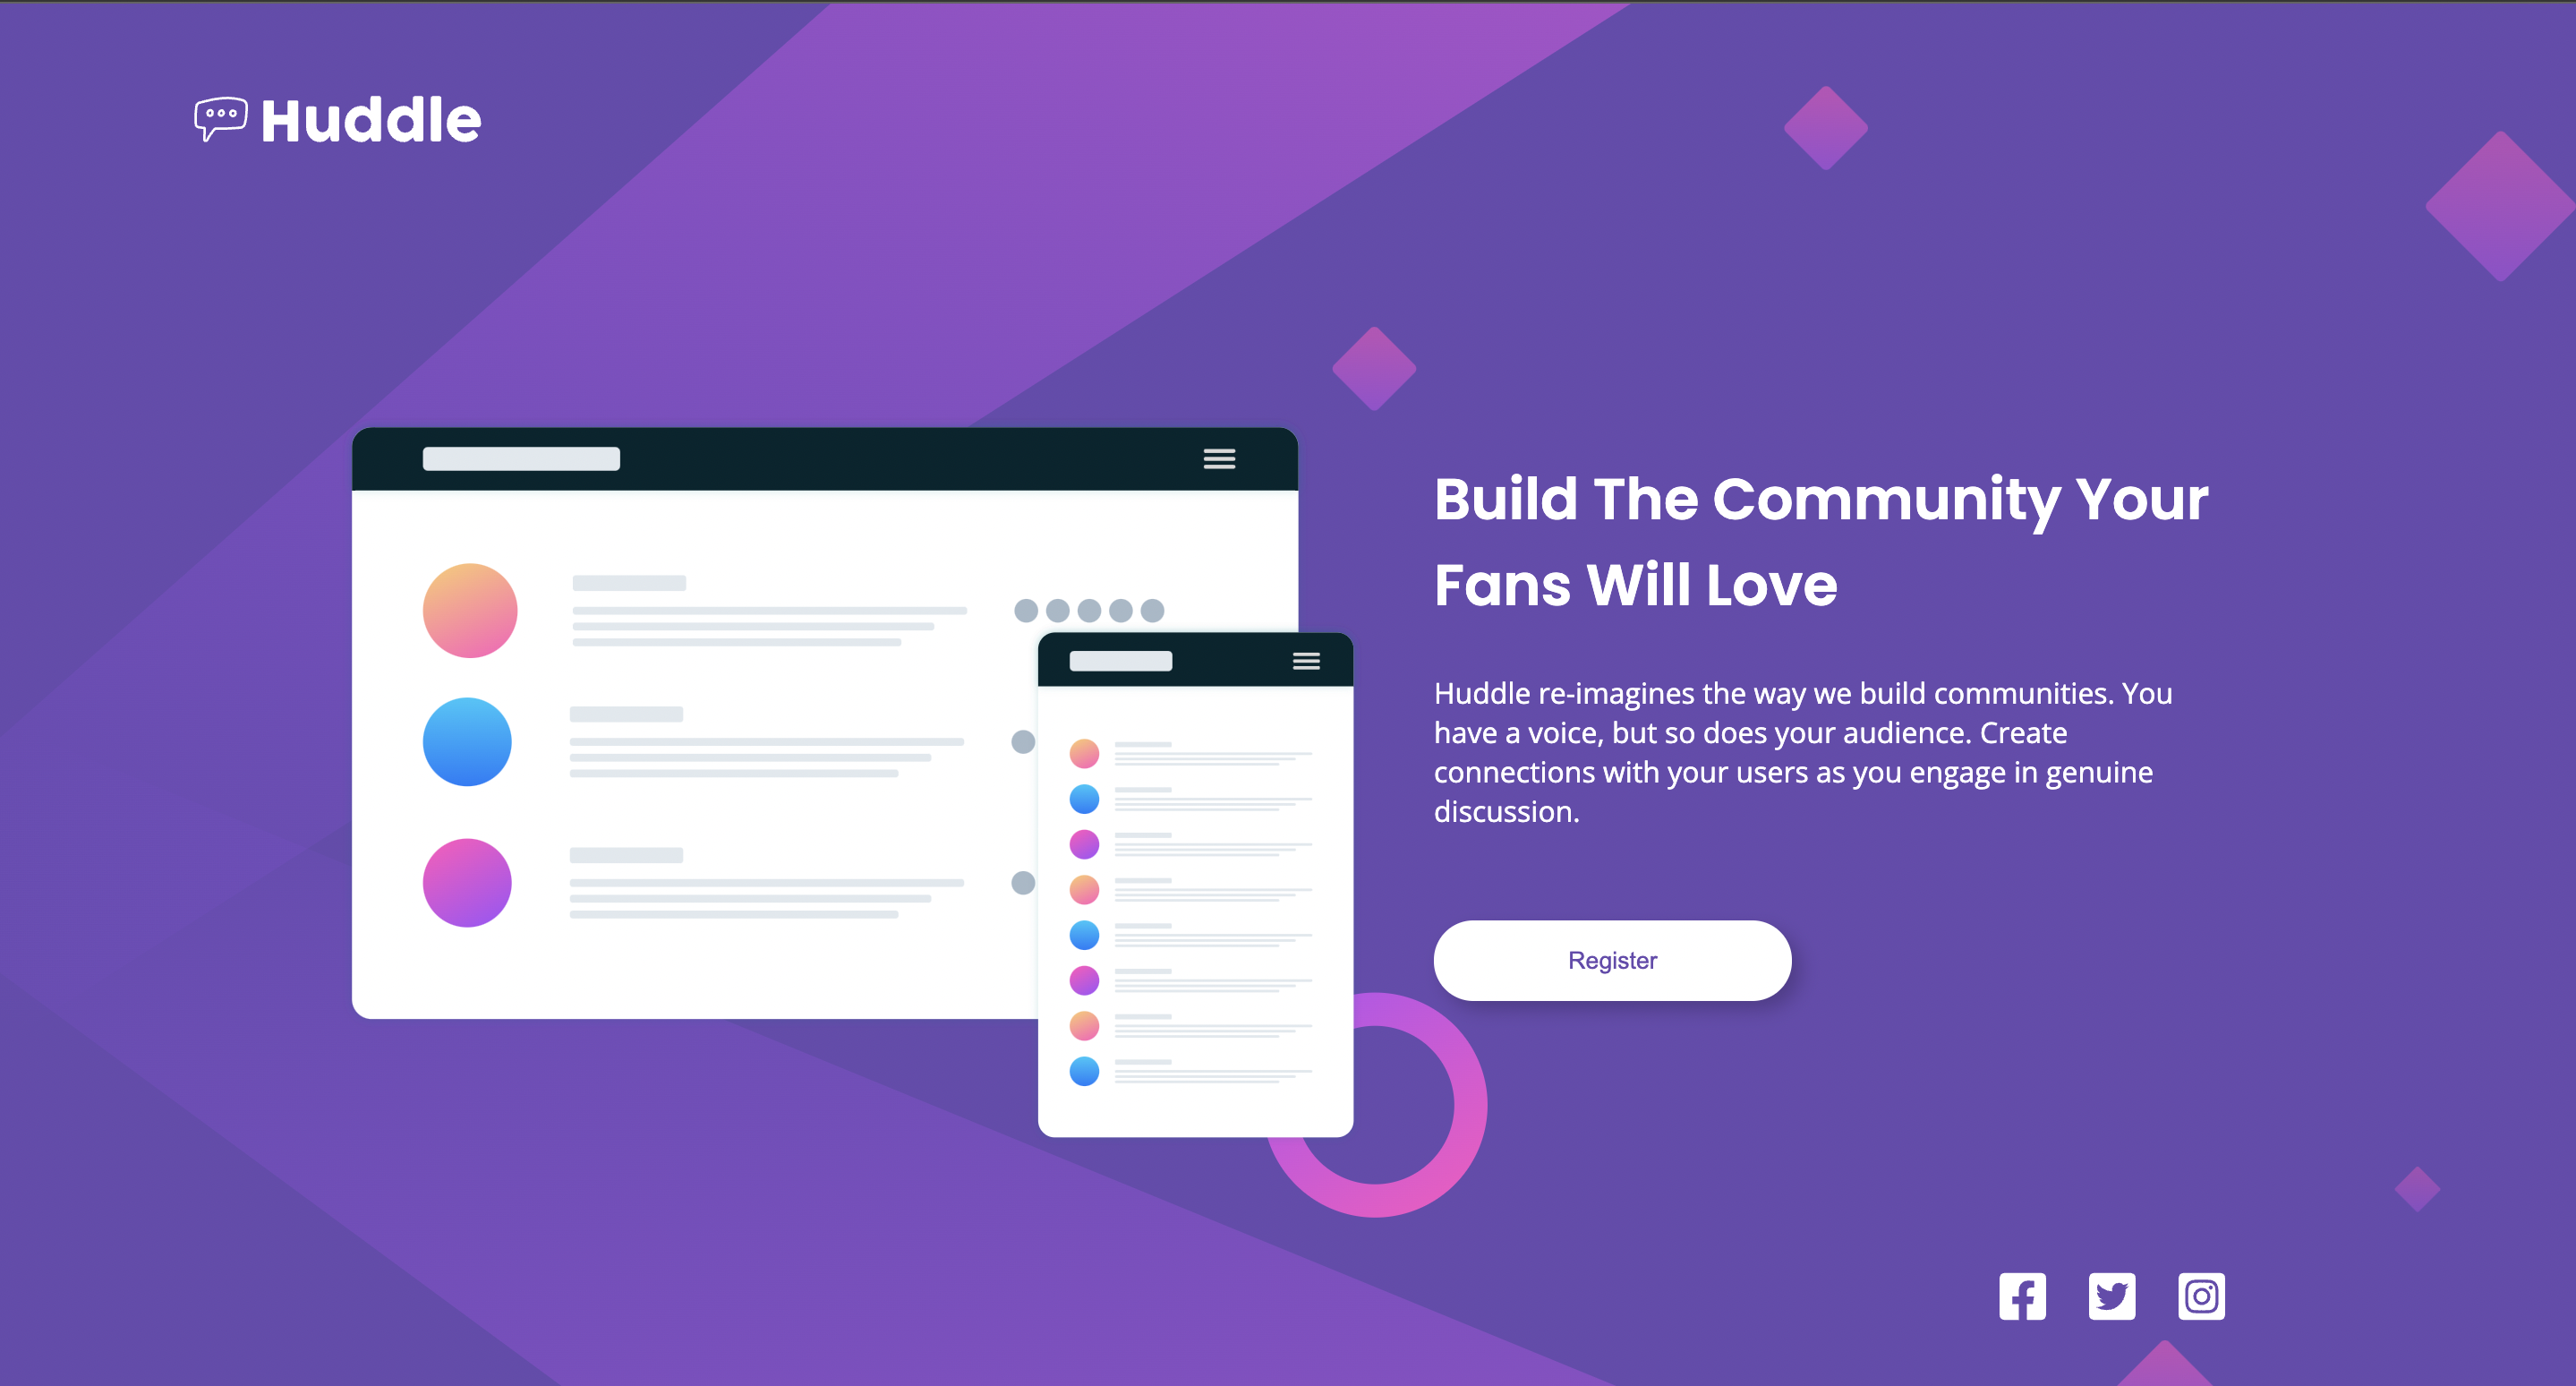 Huddle
Build The Community Your
Fans Will Love
Huddle re-imagines the way we build communities. You
have a voice, but so does your audience. Create
connections with your users as you engage in genuine
discussion.
Register